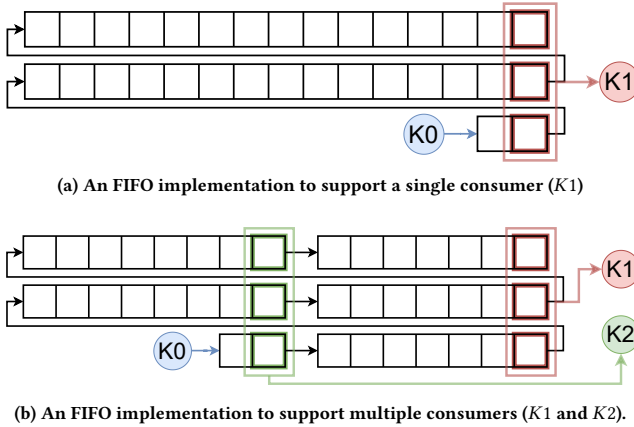 K1
K0
(a) An FIFO implementation to support a single consumer (K1)
K1
K2
K0
(b) An FIFO implementation to support multiple consumers (K1 and K2).